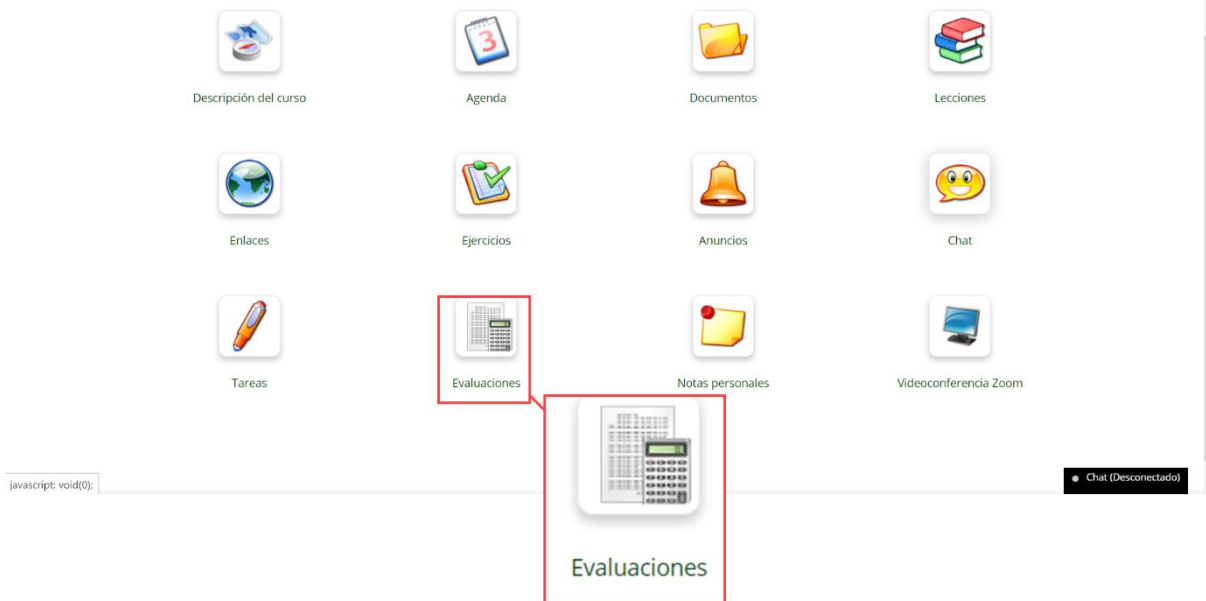 3
Descripción del curso
Agenda
Documentos
Lecciones
Enlaces
Ejercicios
Anuncios
Chat
Tareas
Evaluaciones
Notas personales
Videoconferencia Zoom
javascript: void(0);
Chat (Desconectado)
Evaluaciones